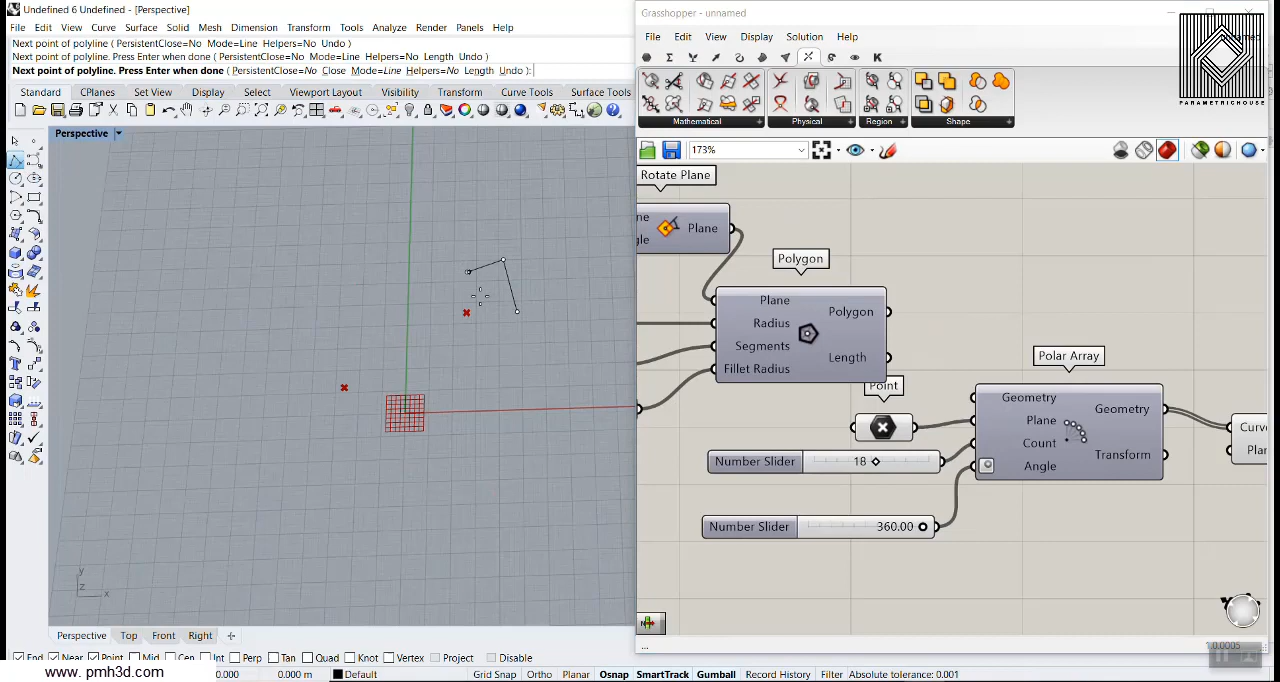 Undefined 6 Undefined - [Perspective]
File Edit View Curve Surface Solid Mesh Dimension Transform Tools Analyze Render Panels Help
Next point of polyline ( PersistentClose=No Mode=Line Helpers=No Undo )
Next point of polyline. Press Enter when done ( PersistentClose=No Mode=Line Helpers=No Length Undo )
Next point of polyline. Press Enter when done ( PersistentClose=No Close Mode=Line Helpers=No Length Undo ):
Standard CPlanes Set View Display Select Viewport Layout Visibility Transform Curve Tools Surface Tools
Perspective
y
z x
Perspective Top Front Right
End Near Point Mid Cen Int Perp Tan Quad Knot Vertex Project Disable
www. pmh3d.com
0.000 0.000 m Default Grid Snap Ortho Planar Osnap SmartTrack Gumball Record History Filter Absolute tolerance: 0.001
Grasshopper - unnamed
File Edit View Display Solution Help
K
Mathematical Physical Region Shape
PARAMETRICHOUSE
173%
Rotate Plane
Plane
Polygon
Plane
Radius
Segments
Fillet Radius
Polygon
Length
Point
Polar Array
Geometry
Plane
Count
Angle
Geometry
Transform
Number Slider 18
Number Slider 360.00
...
1.0.0005